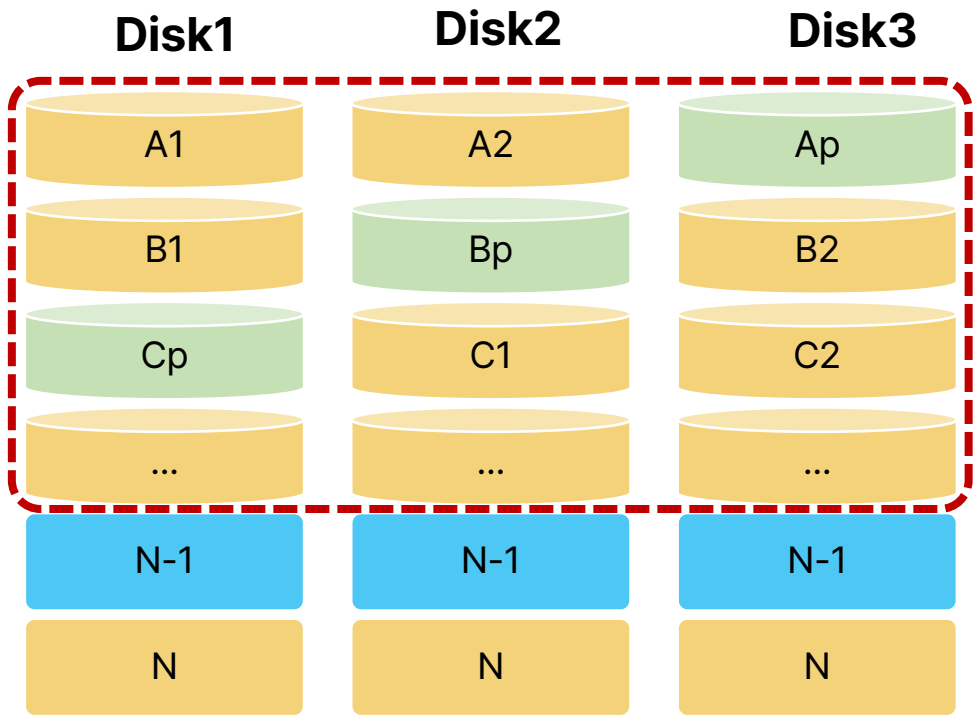 Disk1 Disk2 Disk3
A1 A2 Ap
B1 Bp B2
Cp C1 C2
... ... ...
N-1 N-1 N-1
N N N